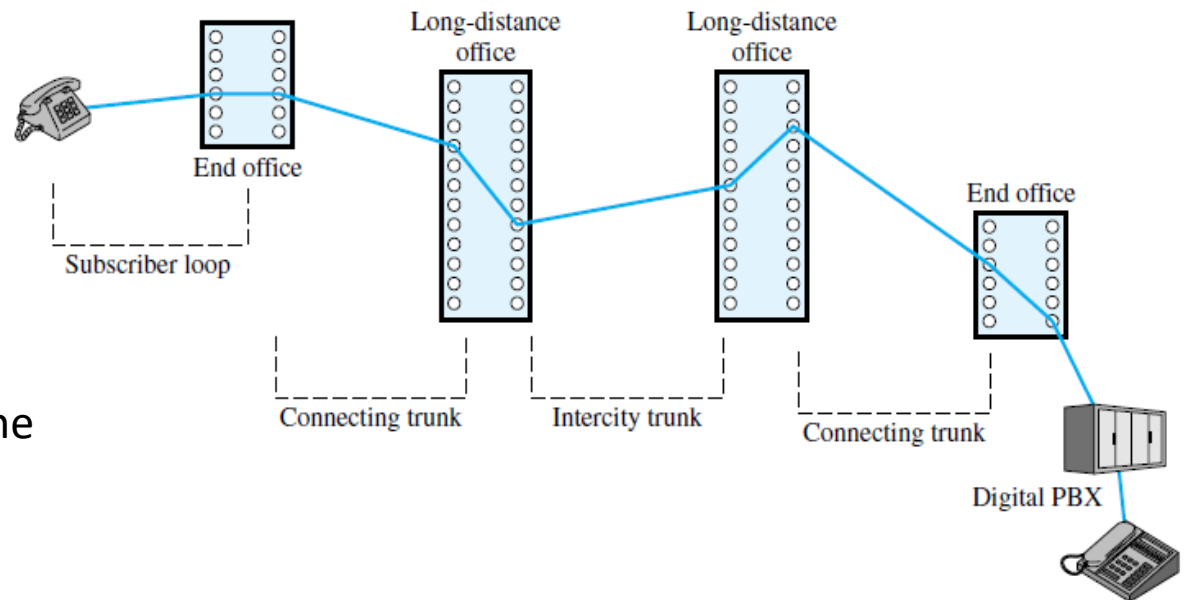 Long-distance
office
Long-distance
office
End office
End office
Subscriber loop
Connecting trunk
Intercity trunk
Connecting trunk
ne
Digital PBX